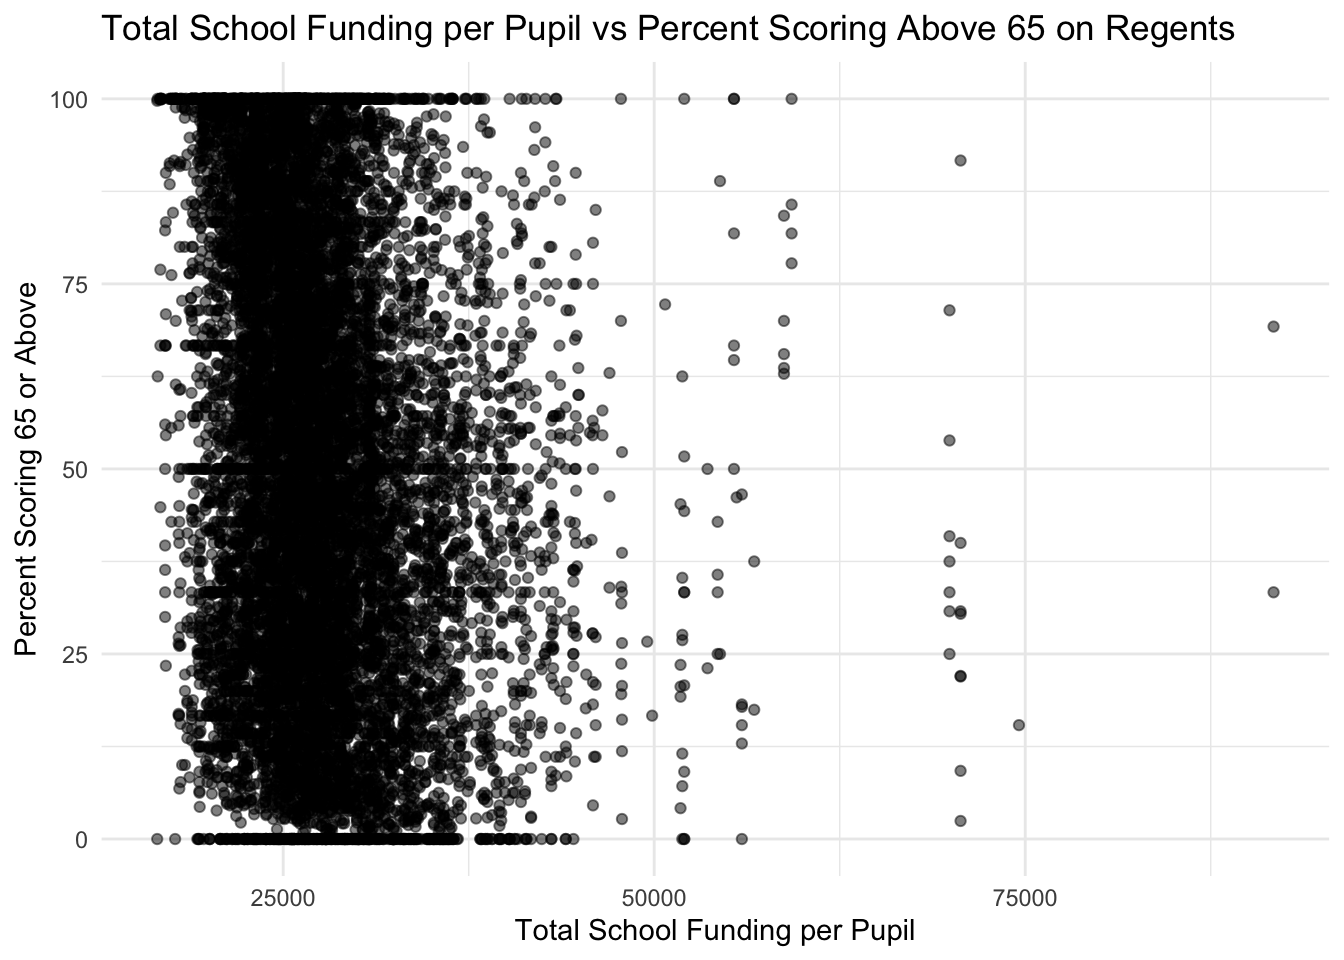 Total School Funding per Pupil vs Percent Scoring Above 65 on Regents
Percent Scoring 65 or Above
100
75
50
25
0
25000
50000
75000
Total School Funding per Pupil